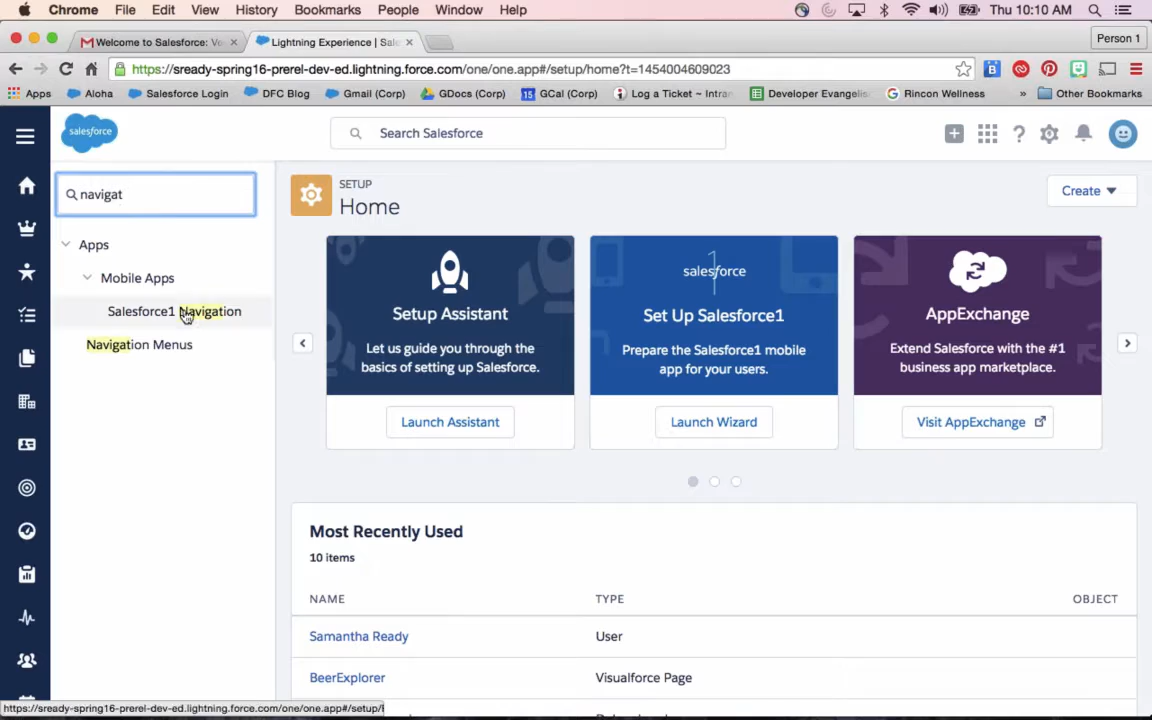 Chrome File Edit View History Bookmarks People Window Help Thu 10:10 AM
Welcome to Salesforce: Ve Lightning Experience | Sale Person 1
https://sready-spring16-prerel-dev-ed.lightning.force.com/one/one.app#/setup/home?t=1454004609023
Apps Aloha Salesforce Login DFC Blog Gmail (Corp) GDocs (Corp) 15 GCal (Corp) Log a Ticket ~ Intra Developer Evangelis Rincon Wellness » Other Bookmarks
salesforce Search Salesforce
navigat
Apps
Mobile Apps
Salesforce1 Navigation
Navigation Menus
SETUP
Home
Create
Setup Assistant
Let us guide you through the
basics of setting up Salesforce.
Launch Assistant
salesforce1
Set Up Salesforce1
Prepare the Salesforce1 mobile
app for your users.
Launch Wizard
AppExchange
Extend Salesforce with the #1
business app marketplace.
Visit AppExchange
Most Recently Used
10 items
NAME TYPE OBJECT
Samantha Ready User
BeerExplorer Visualforce Page
https://sready-spring16-prerel-dev-ed.lightning.force.com/one/one.app#/setup/